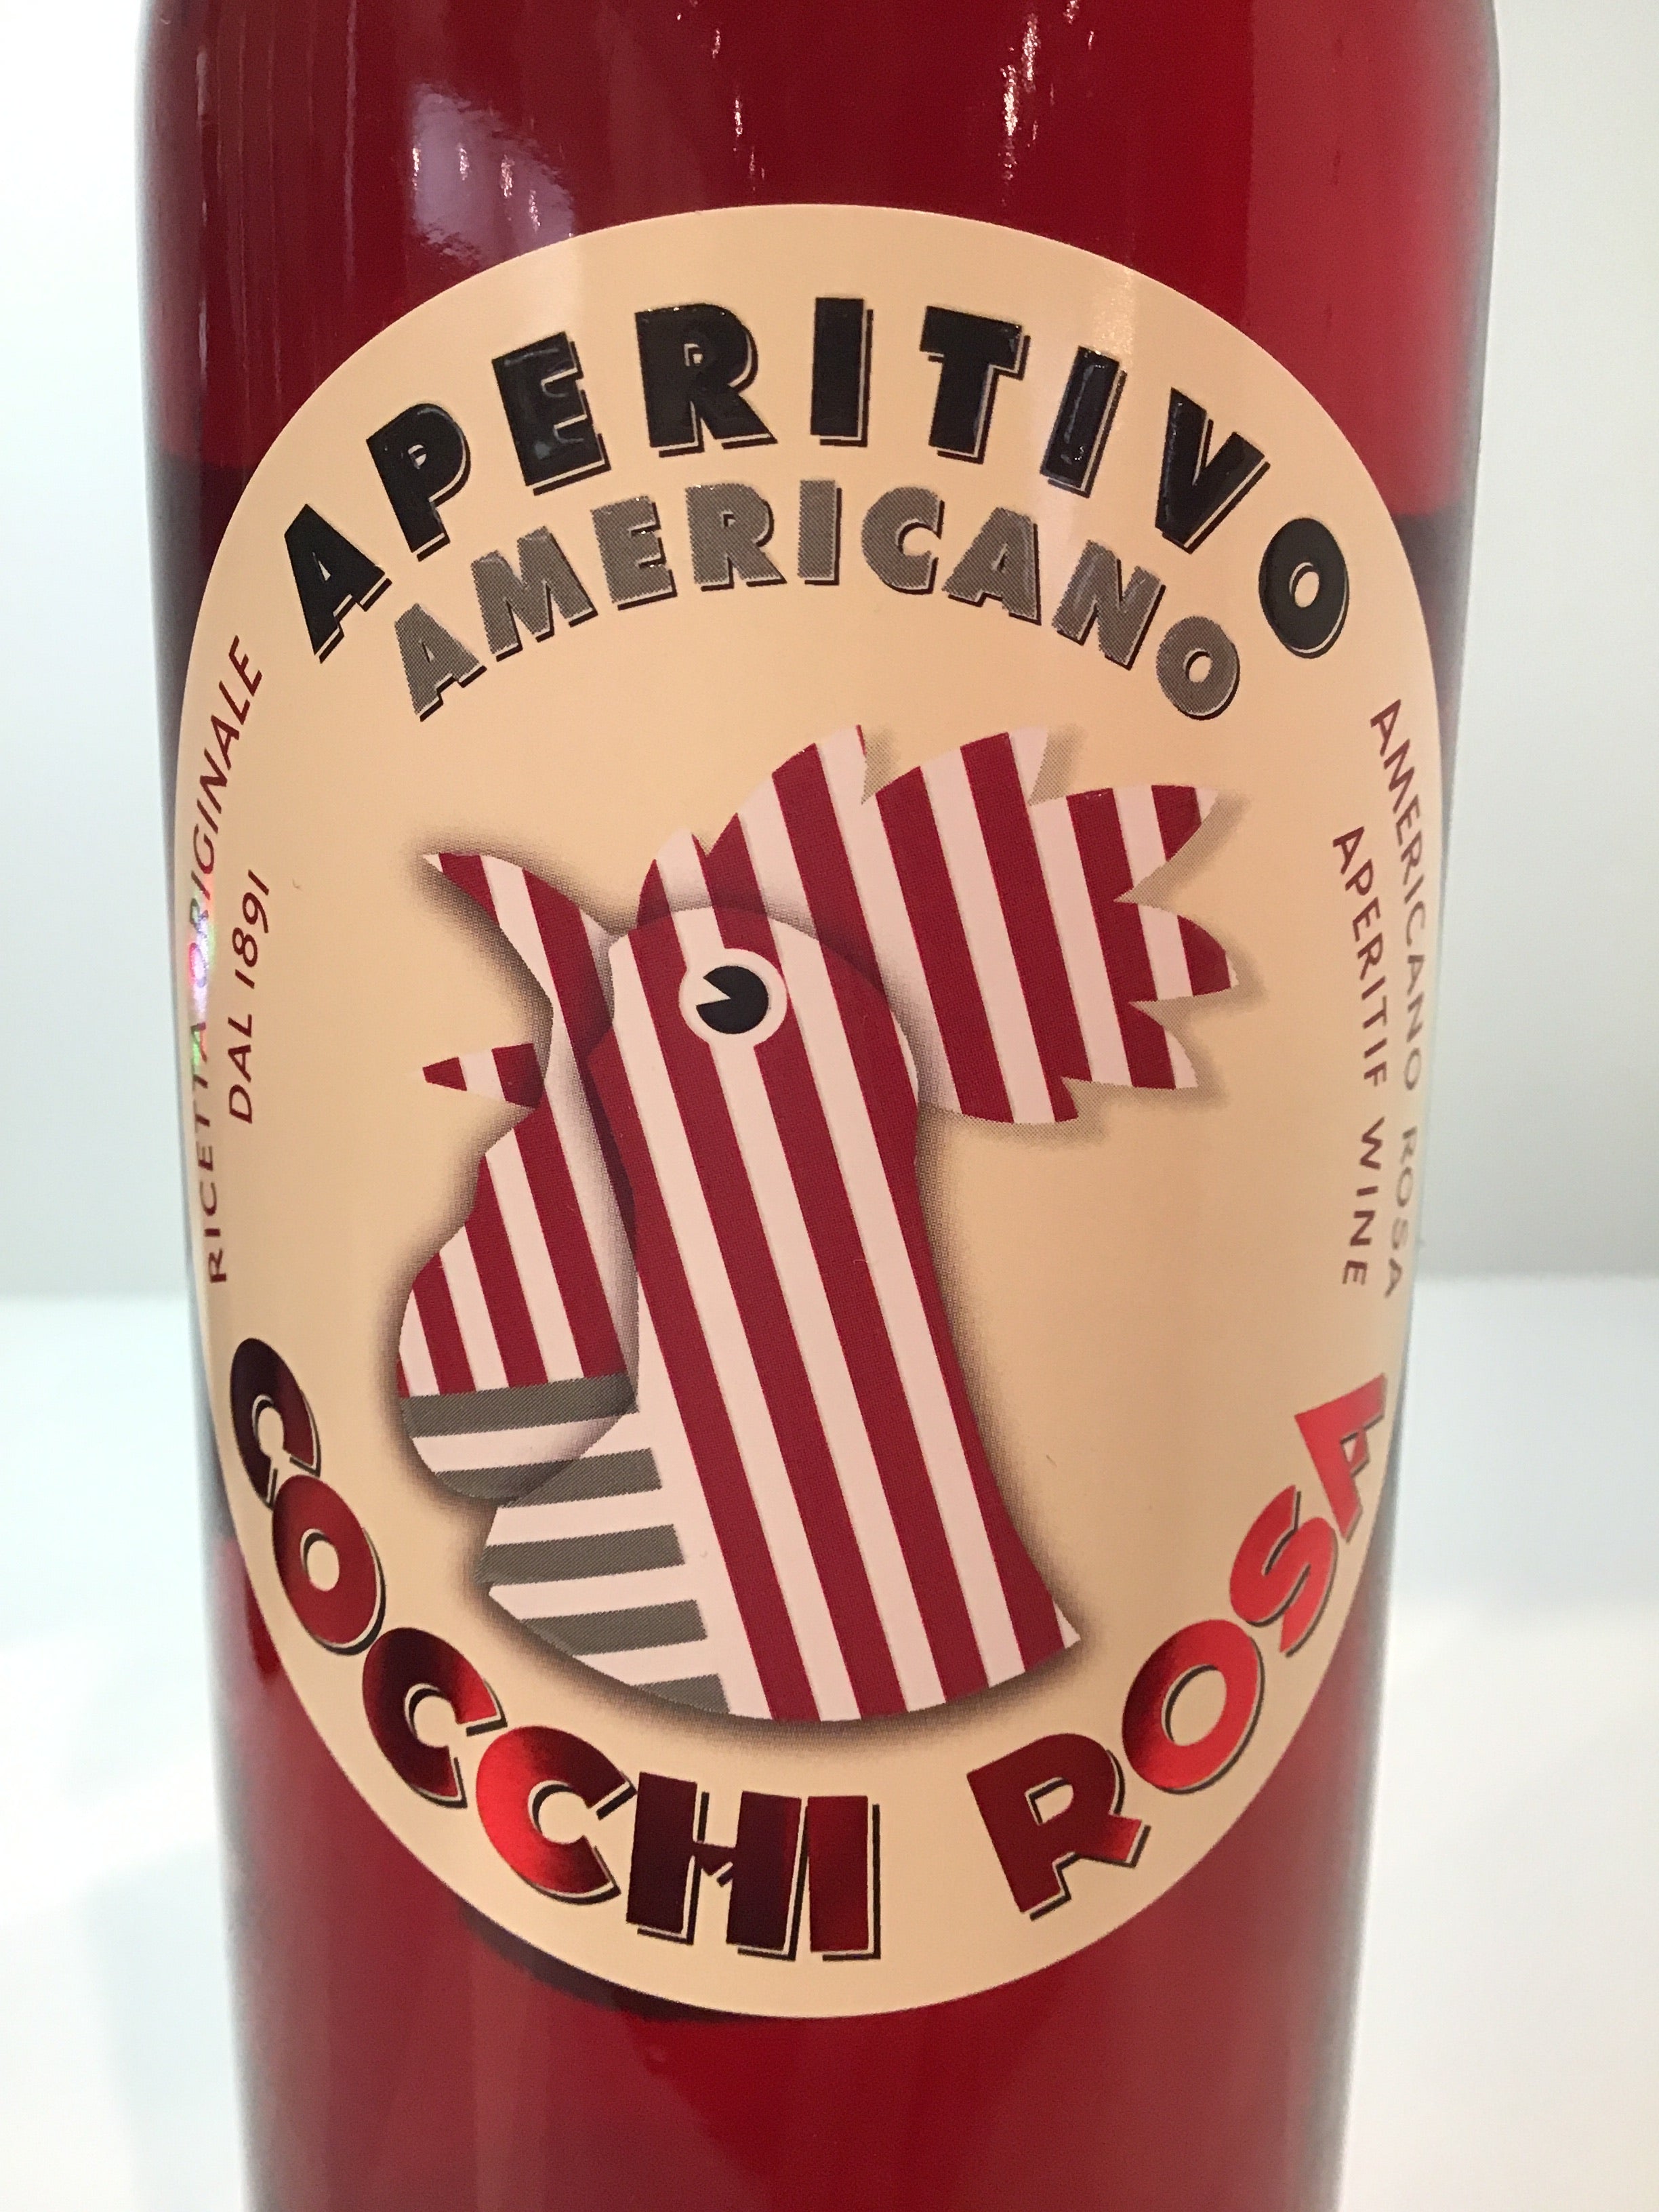 APERITIVO
AMERICANO
RICETTA ORIGINALE
DAL 1891
AMERICANO ROSA
APERITIF WINE
COCCHI ROSA